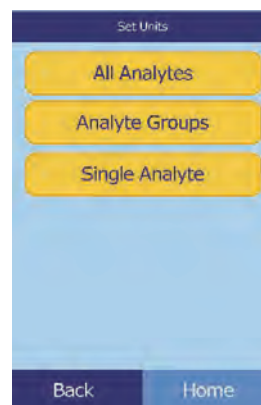 Set Units
All Analytes
Analyte Groups
Single Analyte
Back Home